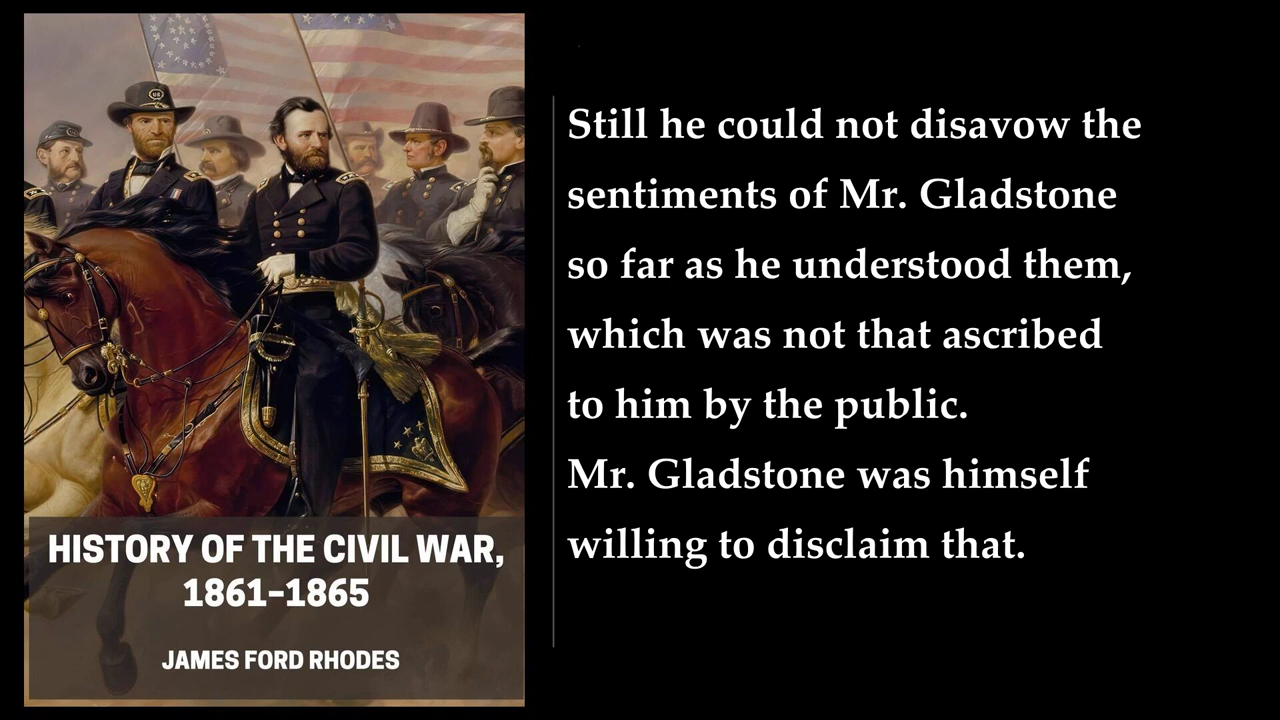 HISTORY OF THE CIVIL WAR,
1861–1865
JAMES FORD RHODES
Still he could not disavow the
sentiments of Mr. Gladstone
so far as he understood them,
which was not that ascribed
to him by the public.
Mr. Gladstone was himself
willing to disclaim that.